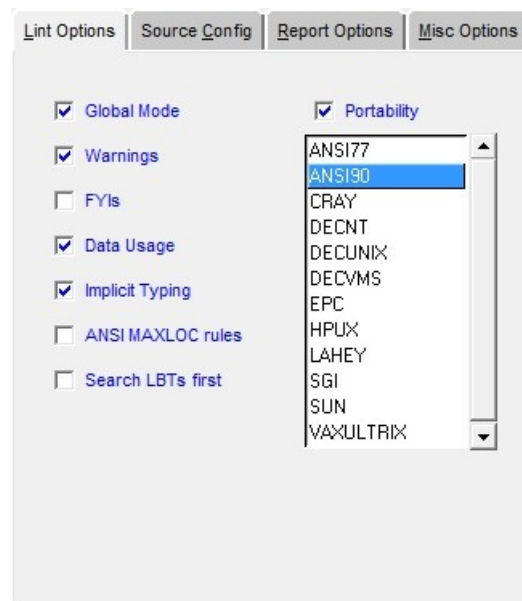 Lint Options Source Config Report Options Misc Options
Global Mode
Warnings
FYIs
Data Usage
Implicit Typing
ANSI MAXLOC rules
Search LBTs first
Portability
ANSI77
ANSI90
CRAY
DECNT
DECUNIX
DECVMS
EPC
HPUX
LAHEY
SGI
SUN
VAXULTRIX